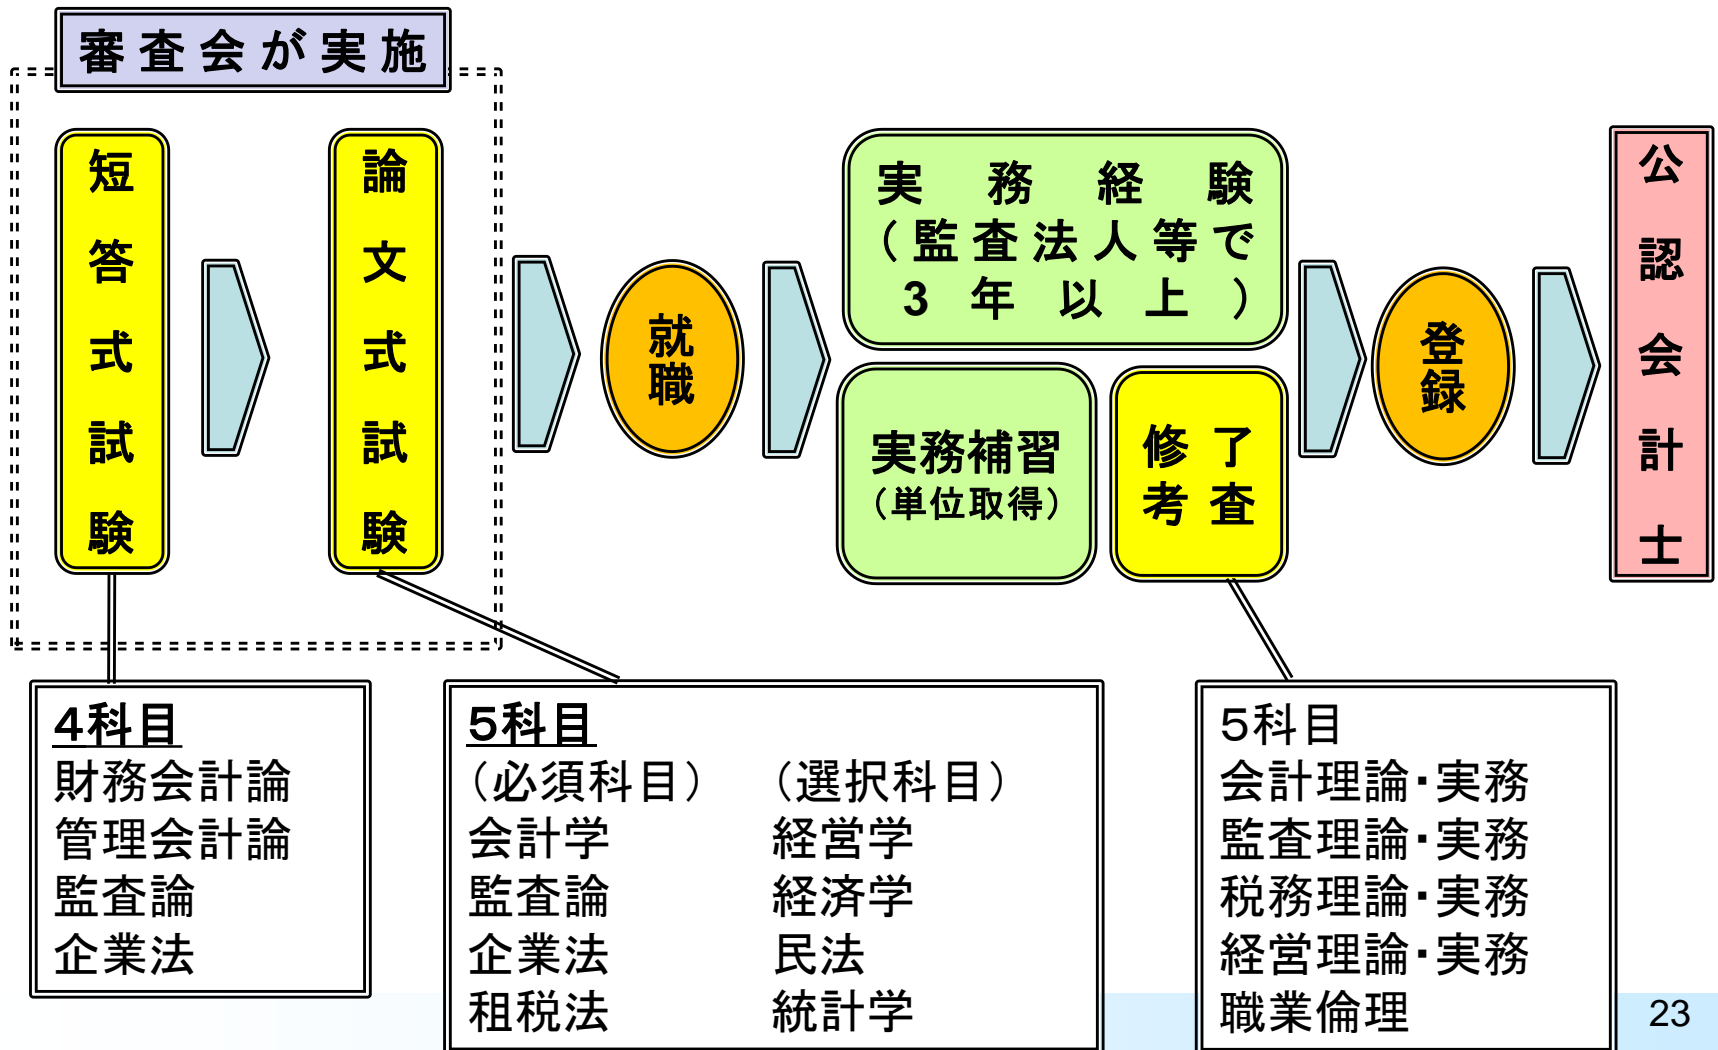 審査会が実施
短答式試験
論文式試験
就職
実務経験
（監査法人等で
3年以上）
実務補習
（単位取得）
修了
考査
登録
公認会計士
４科目
財務会計論
管理会計論
監査論
企業法
５科目
（必須科目）　（選択科目）
会計学　経営学
監査論　経済学
企業法　民法
租税法　統計学
５科目
会計理論・実務
監査理論・実務
税務理論・実務
経営理論・実務
職業倫理
23